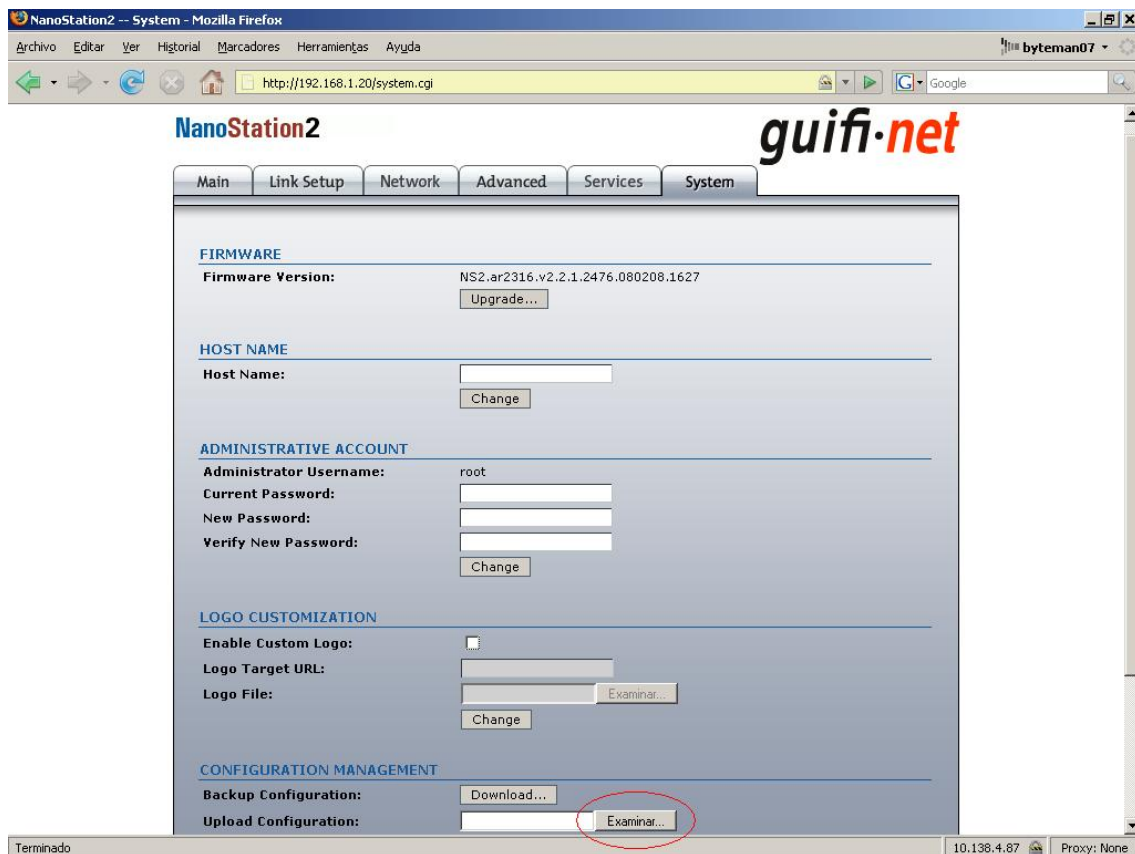 NanoStation2 -- System - Mozilla Firefox
Archivo Editar Ver Historial Marcadores Herramientas Ayuda
byteman07
http://192.168.1.20/system.cgi
G
Google
NanoStation2
guifi·net
Main Link Setup Network Advanced Services System
FIRMWARE
Firmware Version: NS2.ar2316.v2.2.1.2476.080208.1627
Upgrade...
HOST NAME
Host Name:
Change
ADMINISTRATIVE ACCOUNT
Administrator Username: root
Current Password:
New Password:
Verify New Password:
Change
LOGO CUSTOMIZATION
Enable Custom Logo:
Logo Target URL:
Logo File: Examinar...
Change
CONFIGURATION MANAGEMENT
Backup Configuration: Download...
Upload Configuration: Examinar...
Terminado 10.138.4.87 Proxy: None